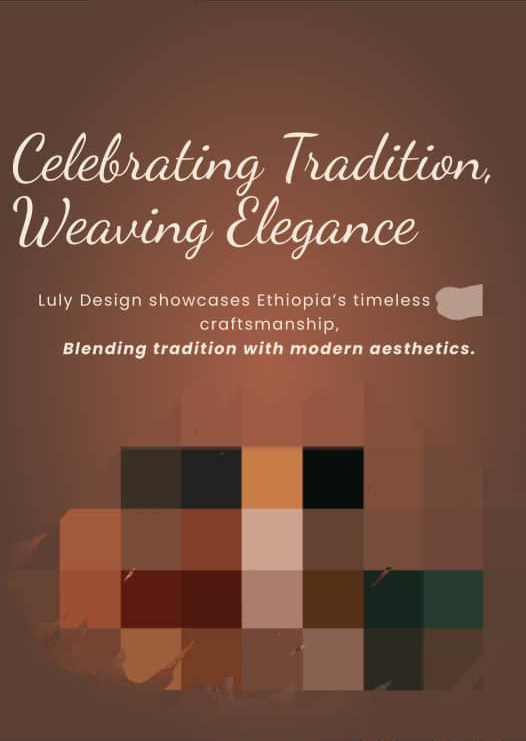 Celebrating Tradition,
Weaving Elegance
Luly Design showcases Ethiopia’s timeless
craftsmanship,
Blending tradition with modern aesthetics.